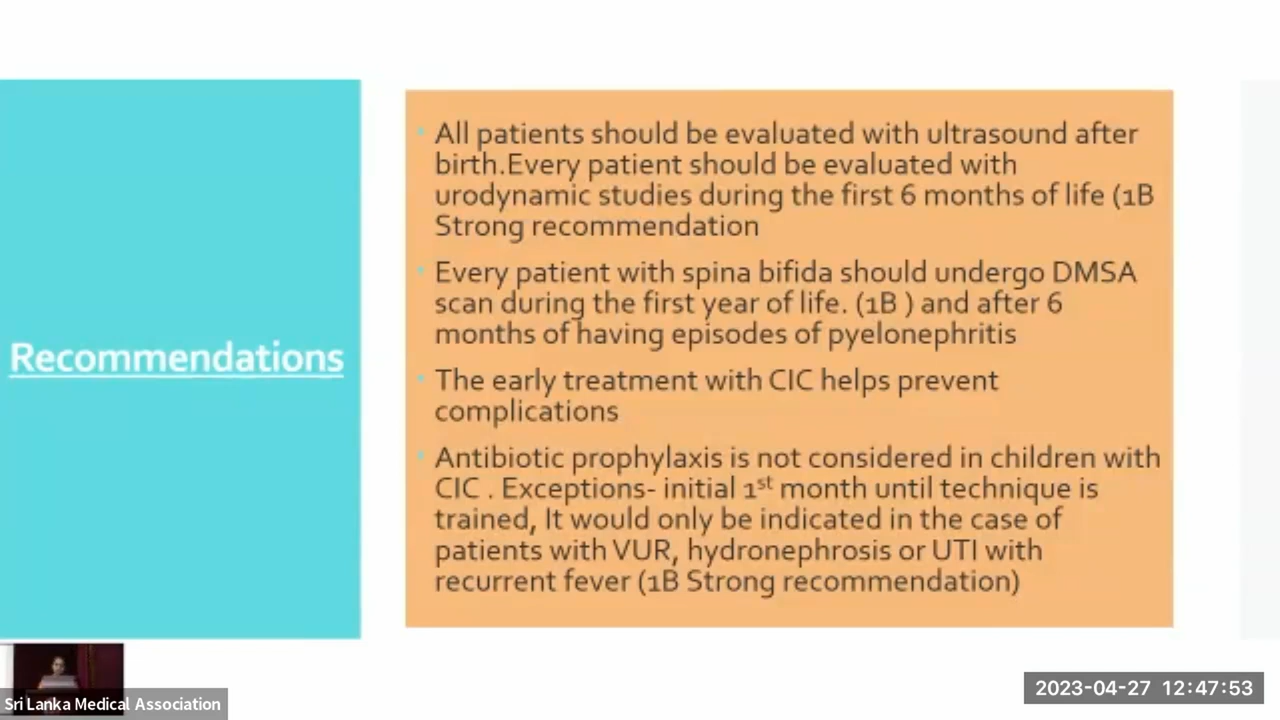 Recommendations
All patients should be evaluated with ultrasound after
birth.Every patient should be evaluated with
urodynamic studies during the first 6 months of life (1B
Strong recommendation
Every patient with spina bifida should undergo DMSA
scan during the first year of life. (1B ) and after 6
months of having episodes of pyelonephritis
The early treatment with CIC helps prevent
complications
Antibiotic prophylaxis is not considered in children with
CIC . Exceptions- initial 1st month until technique is
trained, It would only be indicated in the case of
patients with VUR, hydronephrosis or UTI with
recurrent fever (1B Strong recommendation)
Sri Lanka Medical Association
2023-04-27 12:47:53